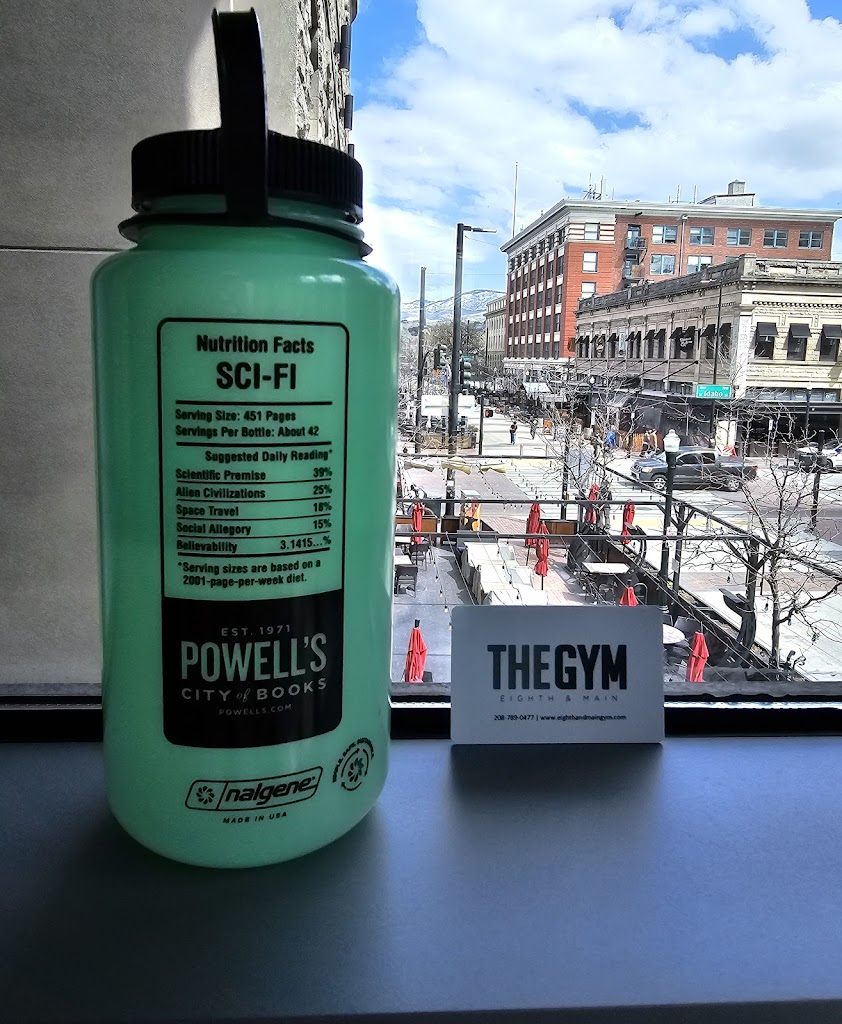 Nutrition Facts
SCI-FI
Serving Size: 451 Pages
Servings Per Bottle: About 42
Suggested Daily Reading*
Scientific Premise 39%
Alien Civilizations 25%
Space Travel 18%
Social Allegory 15%
Believability 3.1415...%
*Serving sizes are based on a
2001-page-per-week diet.
EST. 1971
POWELL'S
CITY of BOOKS
POWELLS.COM
nalgene
MADE IN USA
THEGYM
EIGHTH & MAIN
208-789-0477 | www.eighthandmaingym.com
Idaho